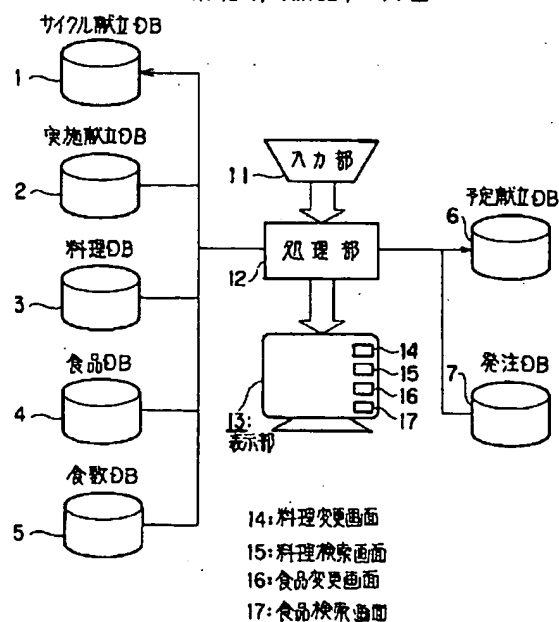 サイクル献立DB
1
実施献立DB
2
料理DB
3
食品DB
4
食数DB
5
入力部
11
処理部
12
14
15
16
17
13:
表示部
予定献立DB
6
発注DB
7
14:料理変更画面
15:料理検索画面
16:食品変更画面
17:食品検索画面